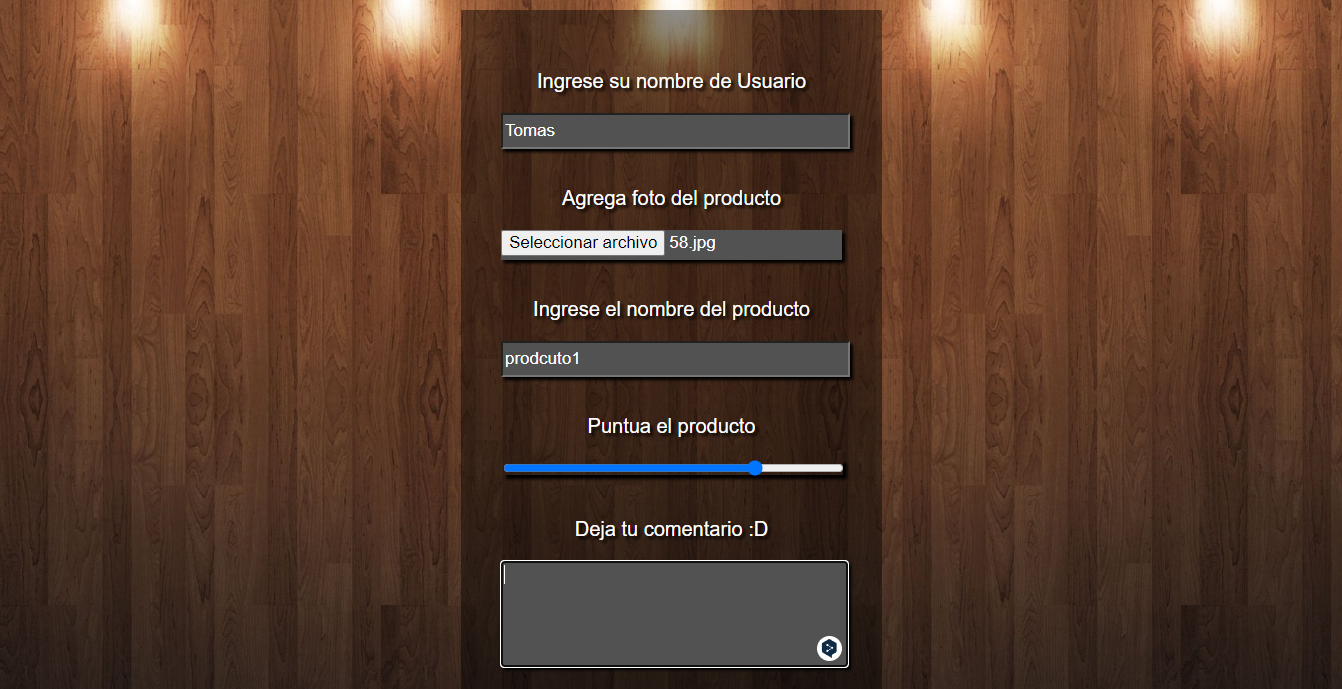 Ingrese su nombre de Usuario
Tomas
Agrega foto del producto
Seleccionar archivo 58.jpg
Ingrese el nombre del producto
prodcuto1
Puntua el producto
Deja tu comentario :D